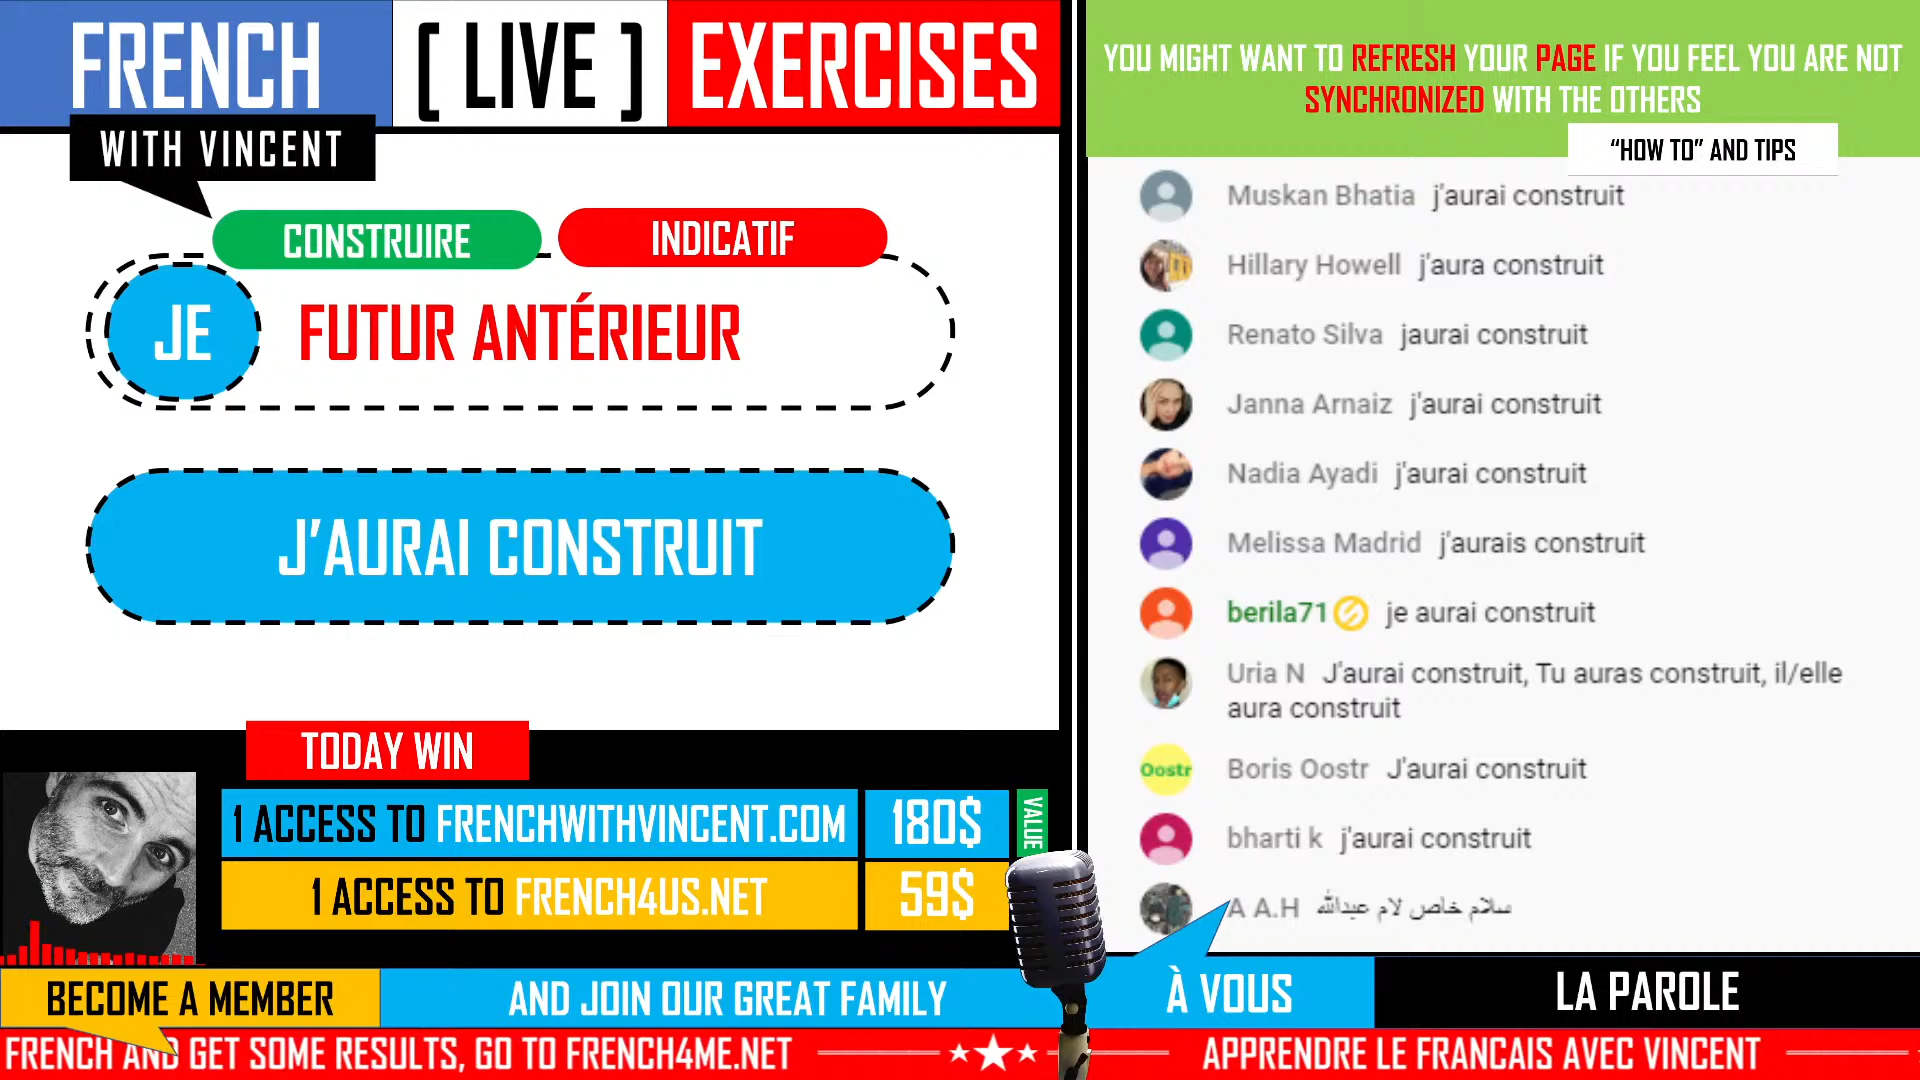 FRENCH [ LIVE ] EXERCISES
WITH VINCENT
CONSTRUIRE
INDICATIF
JE
FUTUR ANTÉRIEUR
J’AURAI CONSTRUIT
TODAY WIN
1 ACCESS TO FRENCHWITHVINCENT.COM 180$
VALUE
1 ACCESS TO FRENCH4US.NET 59$
BECOME A MEMBER
AND JOIN OUR GREAT FAMILY
YOU MIGHT WANT TO REFRESH YOUR PAGE IF YOU FEEL YOU ARE NOT
SYNCHRONIZED WITH THE OTHERS
“HOW TO” AND TIPS
Muskan Bhatia j'aurai construit
Hillary Howell j'aura construit
Renato Silva jaurai construit
Janna Arnaiz j'aurai construit
Nadia Ayadi j'aurai construit
Melissa Madrid j'aurais construit
berila71 je aurai construit
Uria N J'aurai construit, Tu auras construit, il/elle
aura construit
Oostr
Boris Oostr J'aurai construit
bharti k j'aurai construit
A A.H سلام خاص لام عبدالله
À VOUS
LA PAROLE
FRENCH AND GET SOME RESULTS, GO TO FRENCH4ME.NET
APPRENDRE LE FRANCAIS AVEC VINCENT